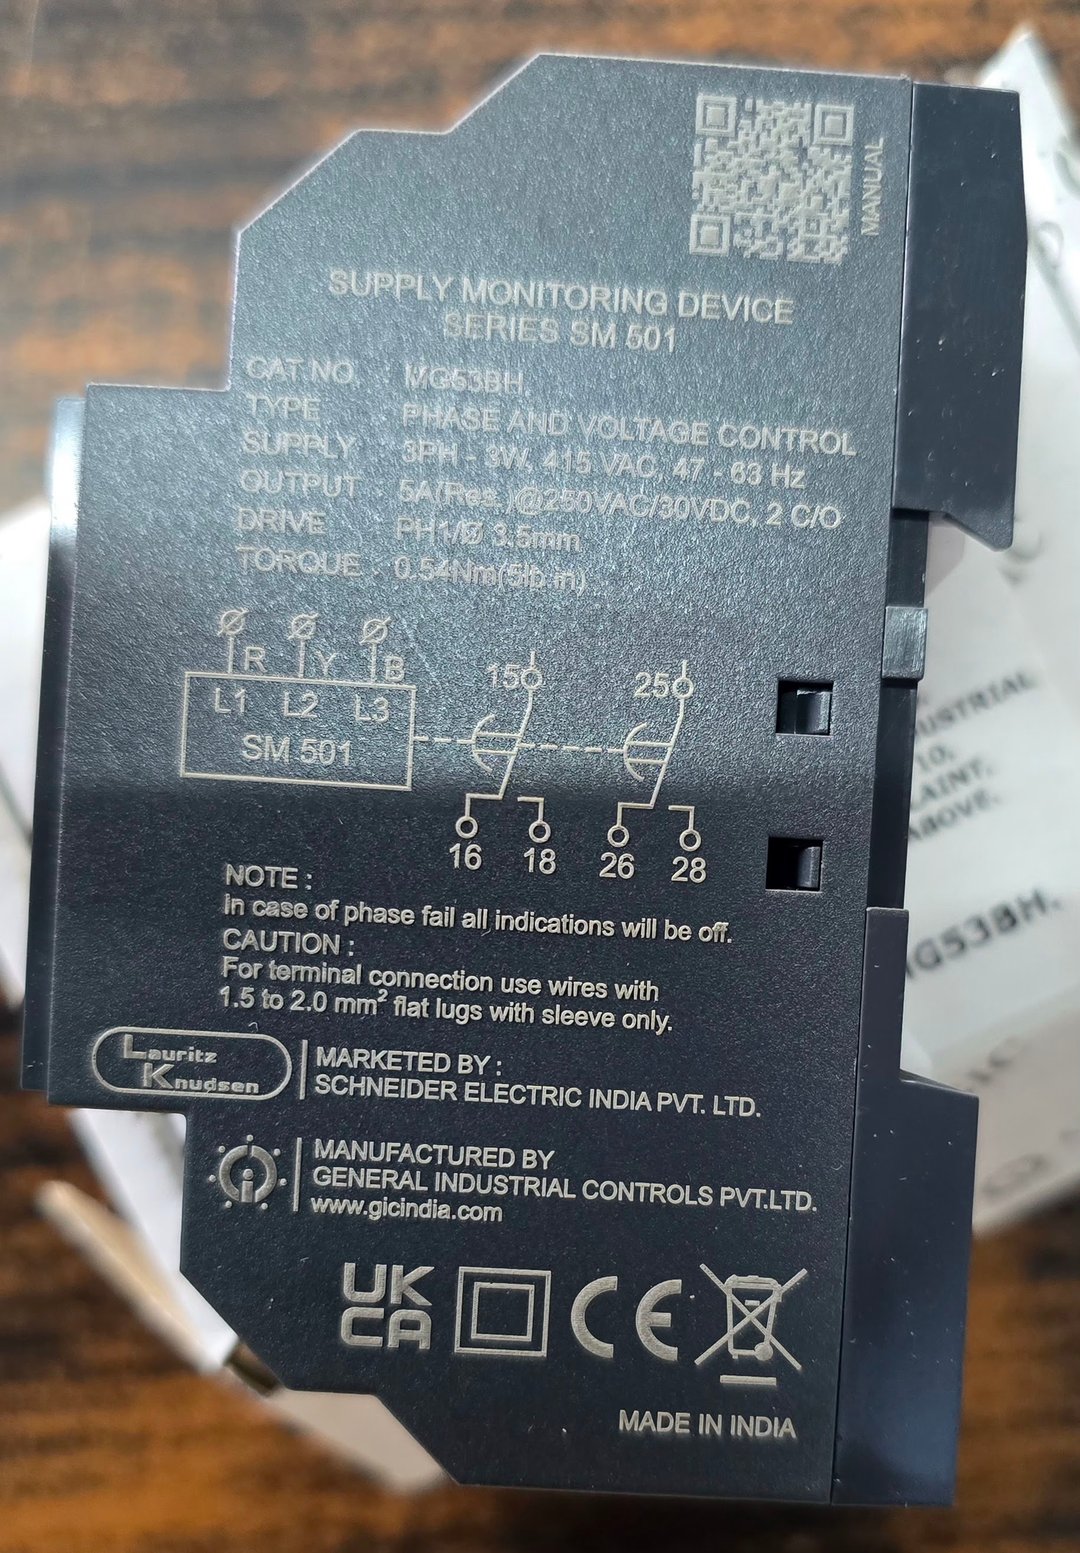 MANUAL
SUPPLY MONITORING DEVICE
SERIES SM 501
CAT.NO. : MG53BH
TYPE : PHASE AND VOLTAGE CONTROL
SUPPLY : 3PH - 3W, 415 VAC, 47 - 63 Hz
OUTPUT : 5A(Res.)@250VAC/30VDC, 2 C/O
DRIVE : PH1/Ø 3.5mm
TORQUE : 0.54Nm(5lb.in)
R Y B
L1 L2 L3
SM 501
15 25
16 18 26 28
NOTE :
In case of phase fail all indications will be off.
CAUTION :
For terminal connection use wires with
1.5 to 2.0 mm² flat lugs with sleeve only.
Lauritz
Knudsen
MARKETED BY :
SCHNEIDER ELECTRIC INDIA PVT. LTD.
MANUFACTURED BY
GENERAL INDUSTRIAL CONTROLS PVT.LTD.
www.gicindia.com
UK
CA
CE
MADE IN INDIA
10.
ABOVE.
MG53BH.